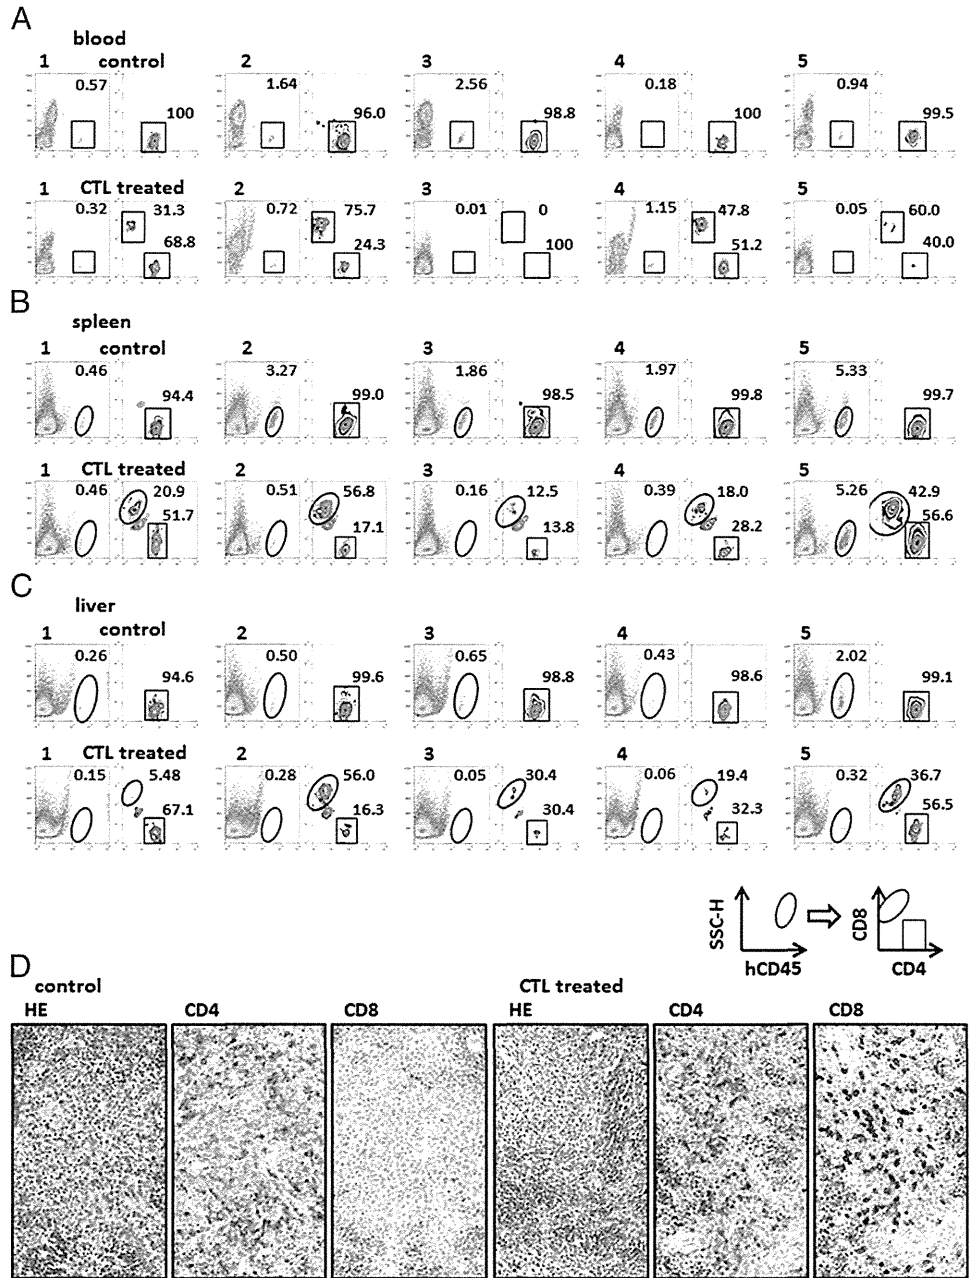 A
blood
1 control 2 3 4 5
0.57 1.64 2.56 0.18 0.94
100 96.0 98.8 100 99.5
1 CTL treated 2 3 4 5
0.32 31.3 0.72 75.7 0.01 0 1.15 47.8 0.05 60.0
68.8 24.3 100 51.2 40.0
B
spleen
1 control 2 3 4 5
0.46 3.27 1.86 1.97 5.33
94.4 99.0 98.5 99.8 99.7
1 CTL treated 2 3 4 5
0.46 20.9 0.51 56.8 0.16 12.5 0.39 18.0 5.26 42.9
51.7 17.1 13.8 28.2 56.6
C
liver
1 control 2 3 4 5
0.26 0.50 0.65 0.43 2.02
94.6 99.6 98.8 98.6 99.1
1 CTL treated 2 3 4 5
0.15 5.48 0.28 56.0 0.05 30.4 0.06 19.4 0.32 36.7
67.1 16.3 30.4 32.3 56.5
SSC-H CD8
hCD45 CD4
D
control CTL treated
HE CD4 CD8 HE CD4 CD8